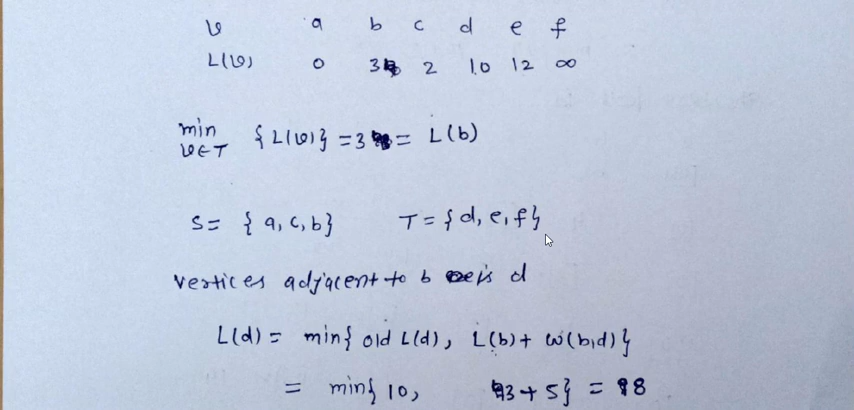 v a b c d e f
L(v) 0 3 2 10 12 ∞
min v∈T {L(v)} = 3 = L(b)
S = {a, c, b} T = {d, e, f}
vertices adjacent to b is d
L(d) = min{ old L(d), L(b) + w(b,d)}
= min{ 10, 3 + 5} = 8